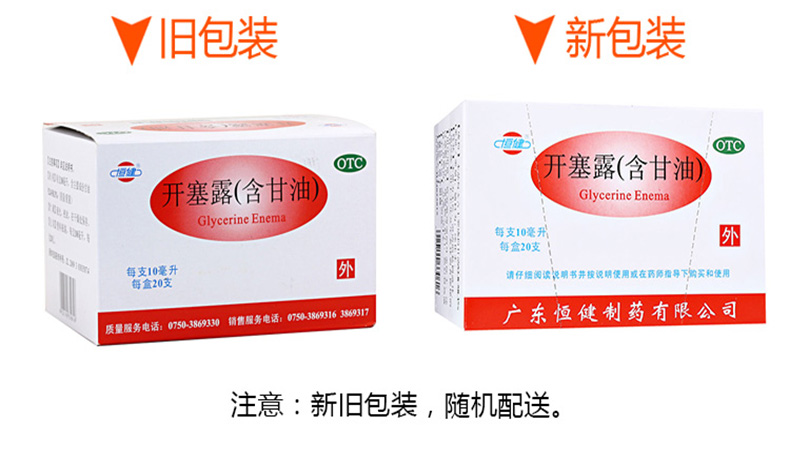 旧包装
新包装
恒健
OTC
开塞露(含甘油)
Glycerine Enema
每支10毫升
每盒20支
外
质量服务电话：0750-3869330 销售服务电话：0750-3869316 3869317
恒健
OTC
开塞露(含甘油)
Glycerine Enema
每支10毫升
每盒20支
外
请仔细阅读说明书并按说明使用或在药师指导下购买和使用
广东恒健制药有限公司
注意：新旧包装，随机配送。